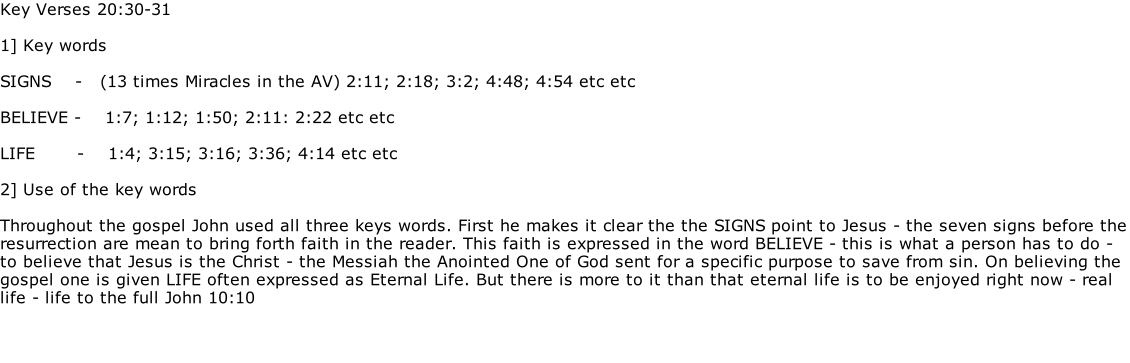 Key Verses 20:30-31
1] Key words
SIGNS - (13 times Miracles in the AV) 2:11; 2:18; 3:2; 4:48; 4:54 etc etc
BELIEVE - 1:7; 1:12; 1:50; 2:11: 2:22 etc etc
LIFE - 1:4; 3:15; 3:16; 3:36; 4:14 etc etc
2] Use of the key words
Throughout the gospel John used all three keys words. First he makes it clear the the SIGNS point to Jesus - the seven signs before the
resurrection are mean to bring forth faith in the reader. This faith is expressed in the word BELIEVE - this is what a person has to do -
to believe that Jesus is the Christ - the Messiah the Anointed One of God sent for a specific purpose to save from sin. On believing the
gospel one is given LIFE often expressed as Eternal Life. But there is more to it than that eternal life is to be enjoyed right now - real
life - life to the full John 10:10